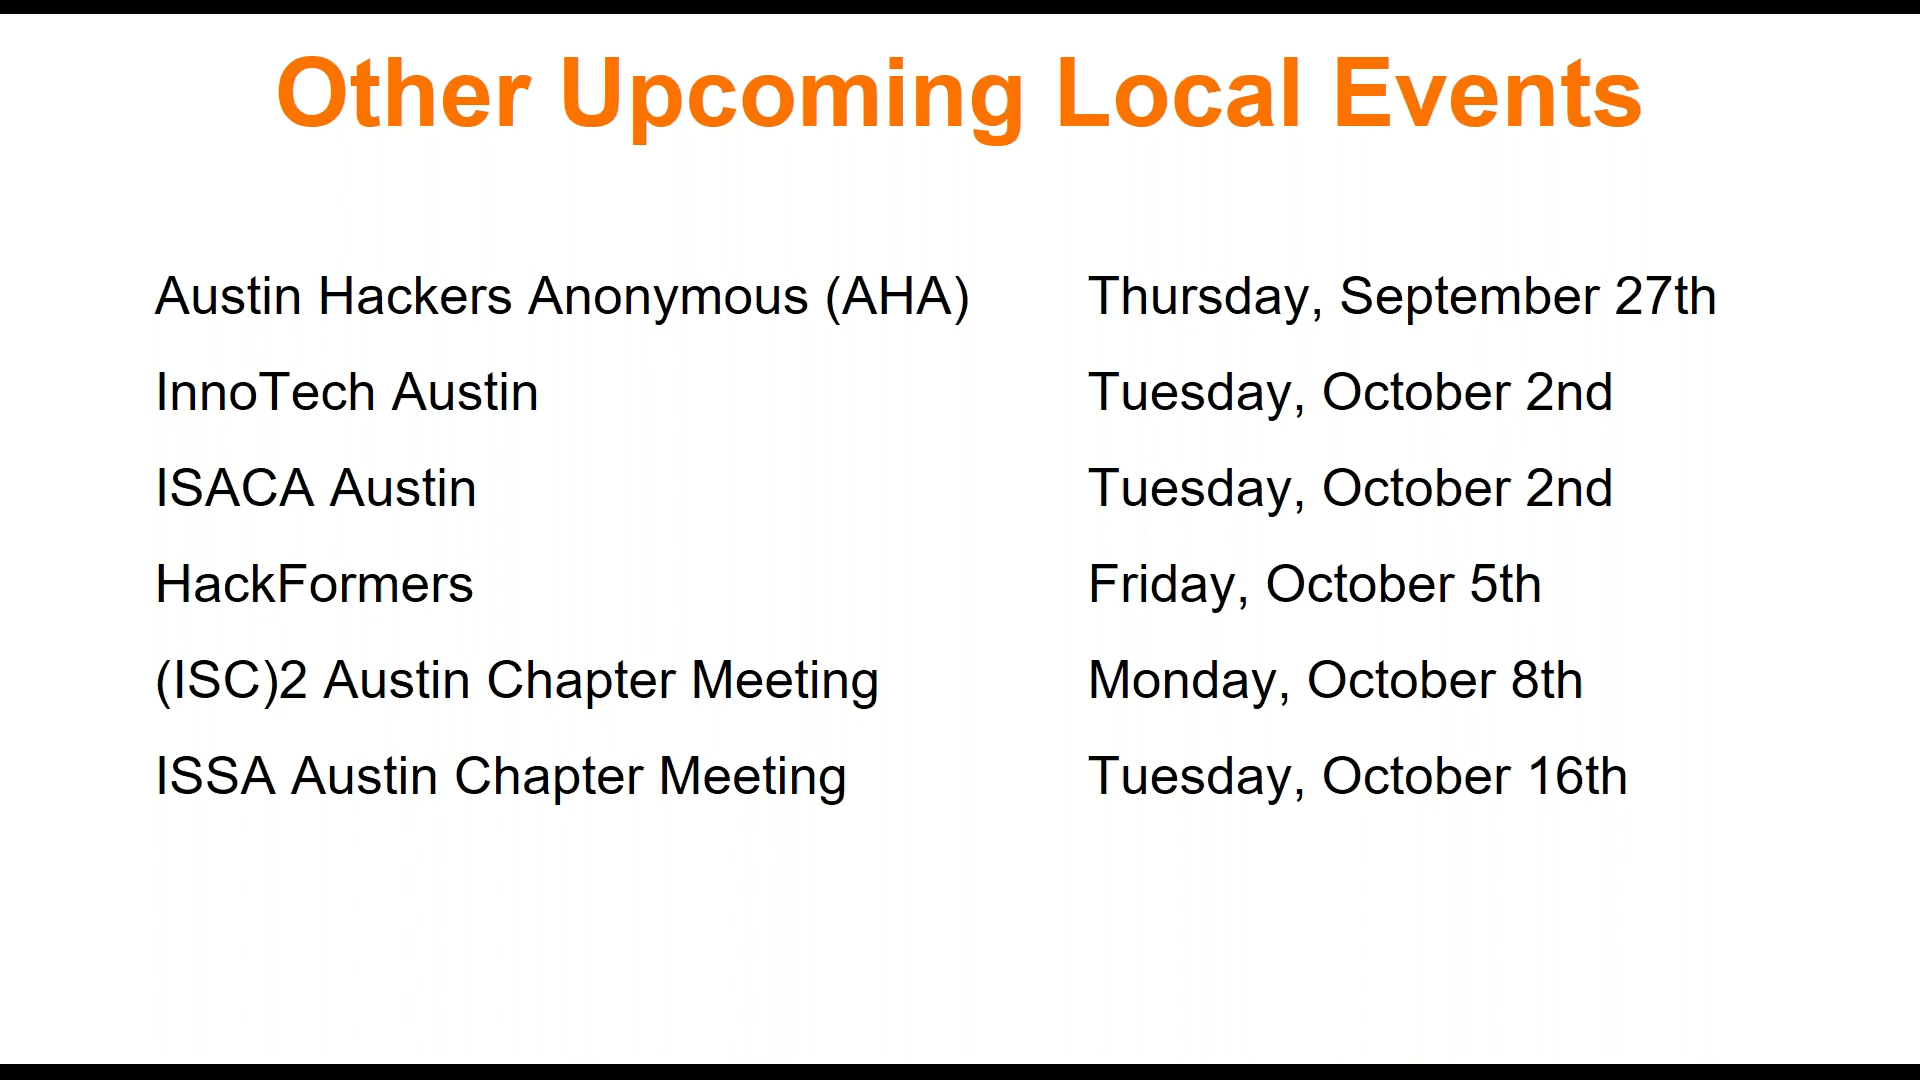 Other Upcoming Local Events
Austin Hackers Anonymous (AHA) Thursday, September 27th
InnoTech Austin Tuesday, October 2nd
ISACA Austin Tuesday, October 2nd
HackFormers Friday, October 5th
(ISC)2 Austin Chapter Meeting Monday, October 8th
ISSA Austin Chapter Meeting Tuesday, October 16th